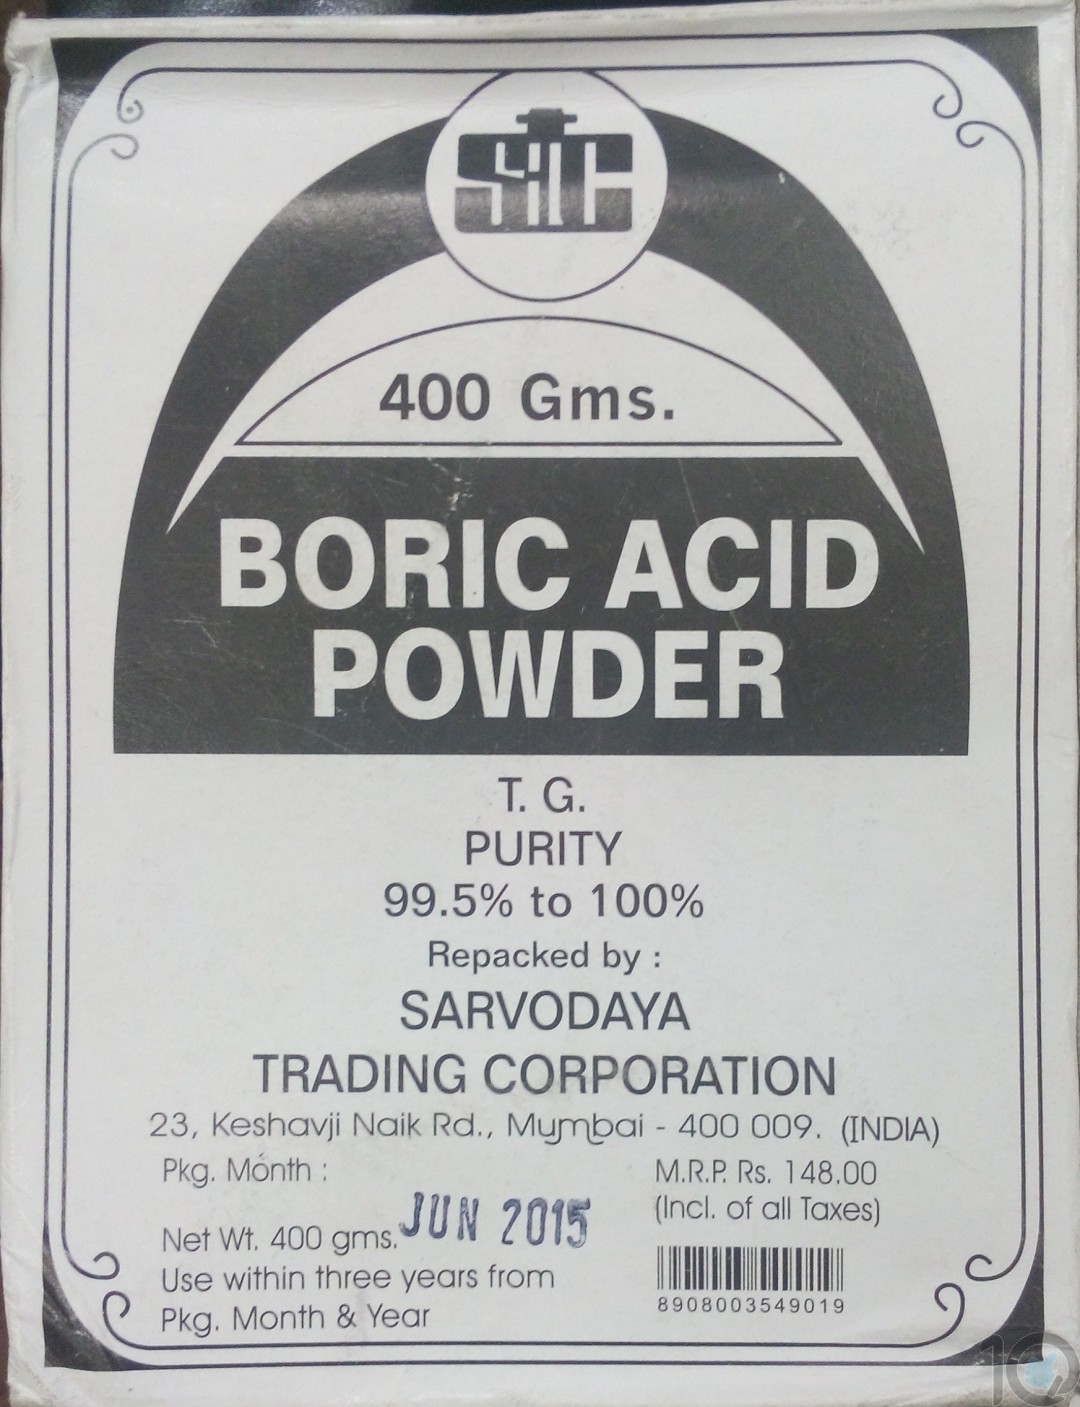 STC
400 Gms.
BORIC ACID
POWDER
T. G.
PURITY
99.5% to 100%
Repacked by :
SARVODAYA
TRADING CORPORATION
23, Keshavji Naik Rd., Mumbai - 400 009. (INDIA)
Pkg. Month :
JUN 2015
Net Wt. 400 gms.
Use within three years from
Pkg. Month & Year
M.R.P. Rs. 148.00
(Incl. of all Taxes)
8908003549019